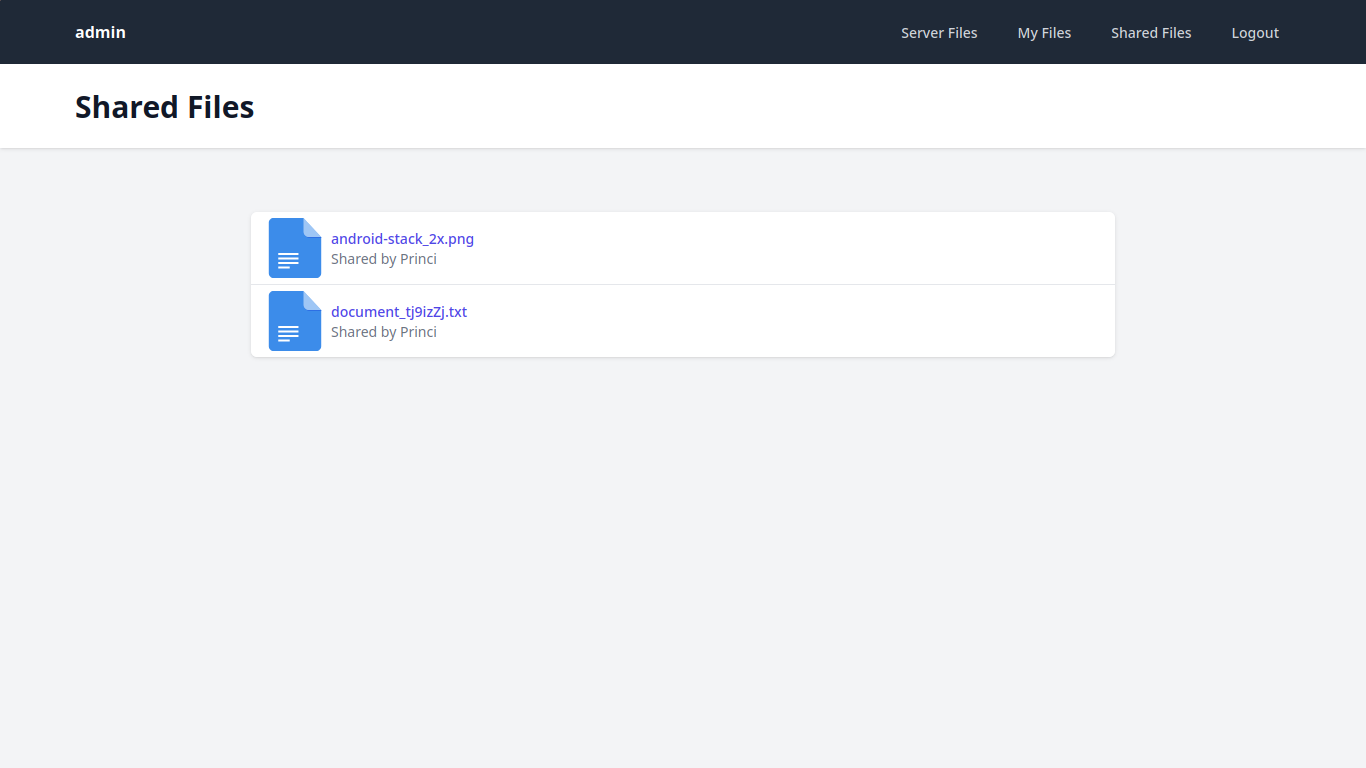 admin
Server Files
My Files
Shared Files
Logout
Shared Files
android-stack_2x.png
Shared by Princi
document_tj9izZj.txt
Shared by Princi